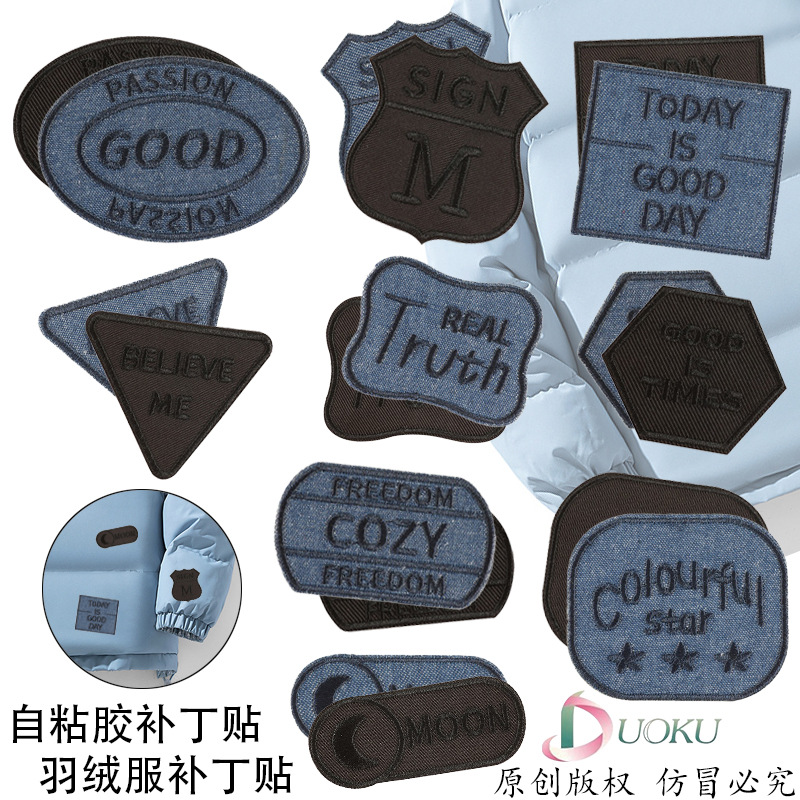 PASSION
GOOD
PASSION
SIGN
M
TODAY
TODAY
IS
GOOD
DAY
BELIEVE
ME
REAL
Truth
GOOD
IS
TIMES
FREEDOM
COZY
FREEDOM
Colourful
star
MOON
TODAY
IS
GOOD
DAY
M
自粘胶补丁贴
羽绒服补丁贴
DUOKU
原创版权 仿冒必究